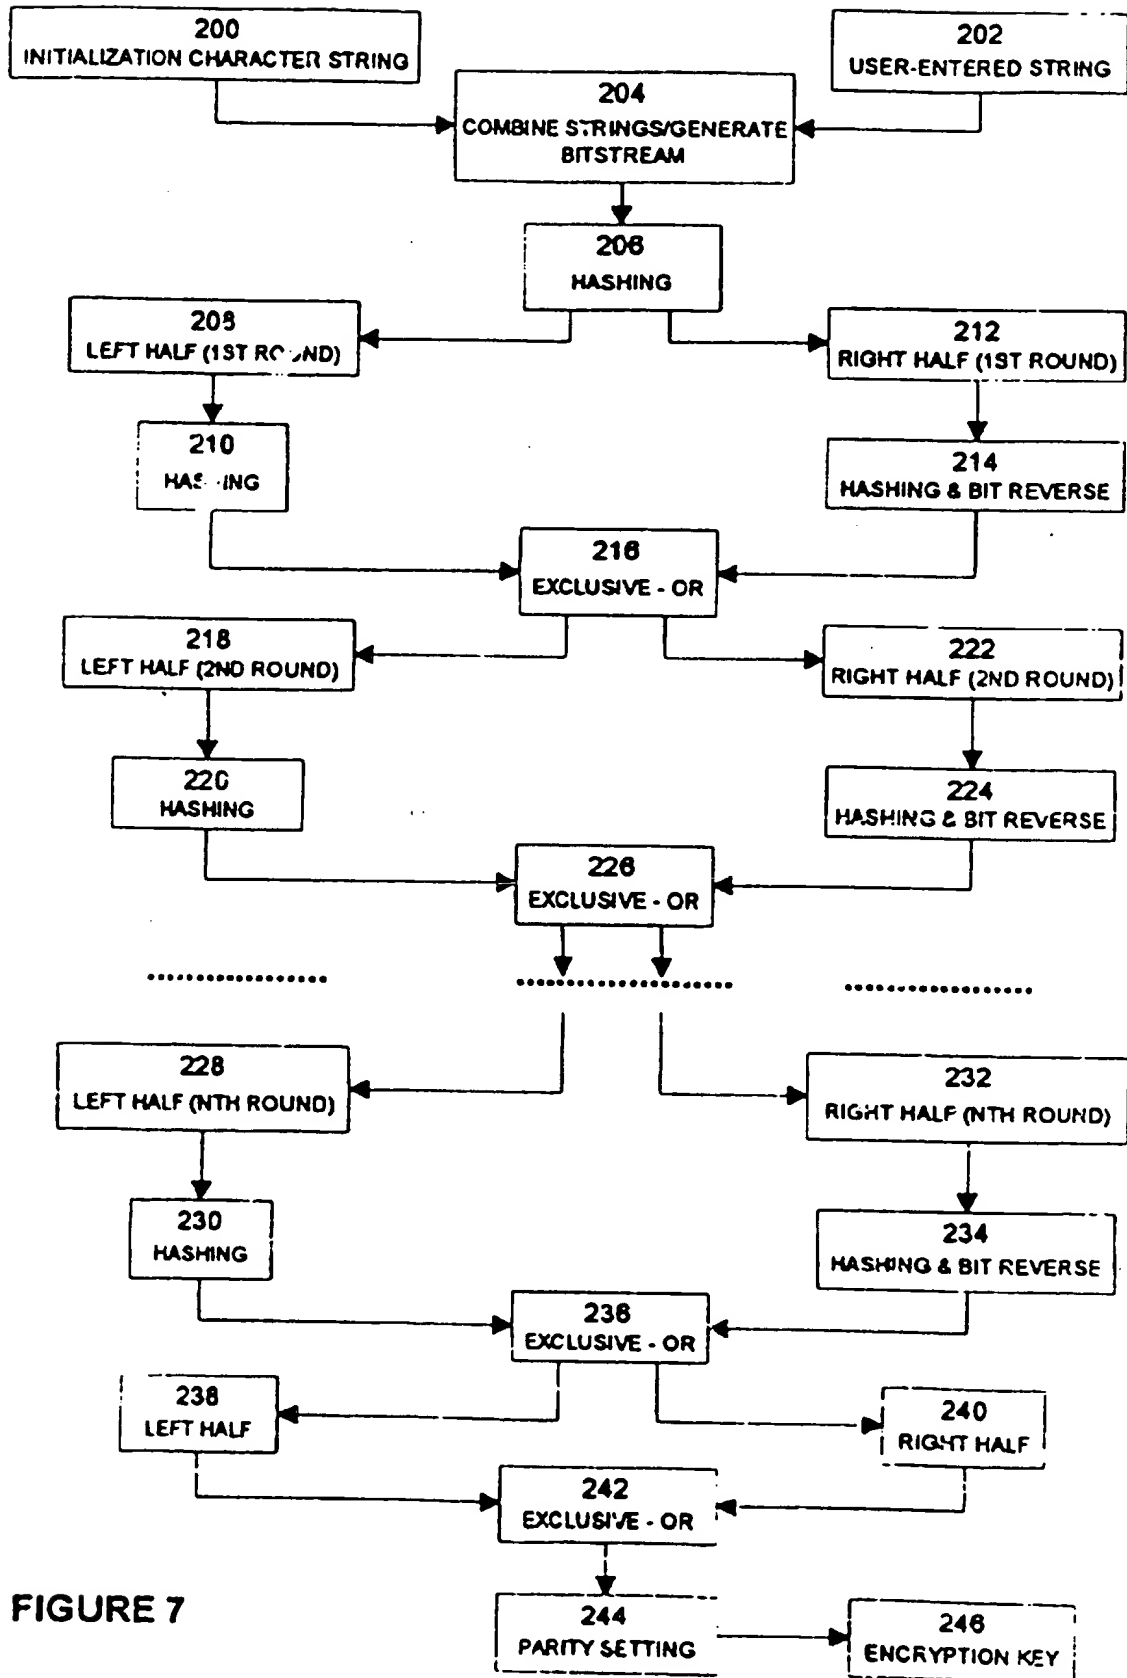 200
INITIALIZATION CHARACTER STRING
202
USER-ENTERED STRING
204
COMBINE STRINGS/GENERATE
BITSTREAM
206
HASHING
208
LEFT HALF (1ST ROUND)
212
RIGHT HALF (1ST ROUND)
210
HASHING
214
HASHING & BIT REVERSE
216
EXCLUSIVE - OR
218
LEFT HALF (2ND ROUND)
222
RIGHT HALF (2ND ROUND)
220
HASHING
224
HASHING & BIT REVERSE
226
EXCLUSIVE - OR
228
LEFT HALF (NTH ROUND)
232
RIGHT HALF (NTH ROUND)
230
HASHING
234
HASHING & BIT REVERSE
236
EXCLUSIVE - OR
238
LEFT HALF
240
RIGHT HALF
242
EXCLUSIVE - OR
244
PARITY SETTING
246
ENCRYPTION KEY
FIGURE 7